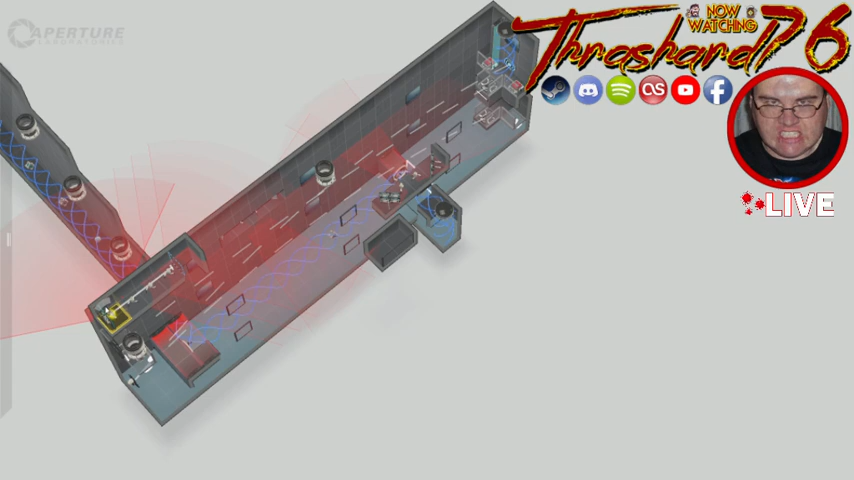 APERTURE
LABORATORIES
NOW
WATCHING
Thrashard76
LIVE